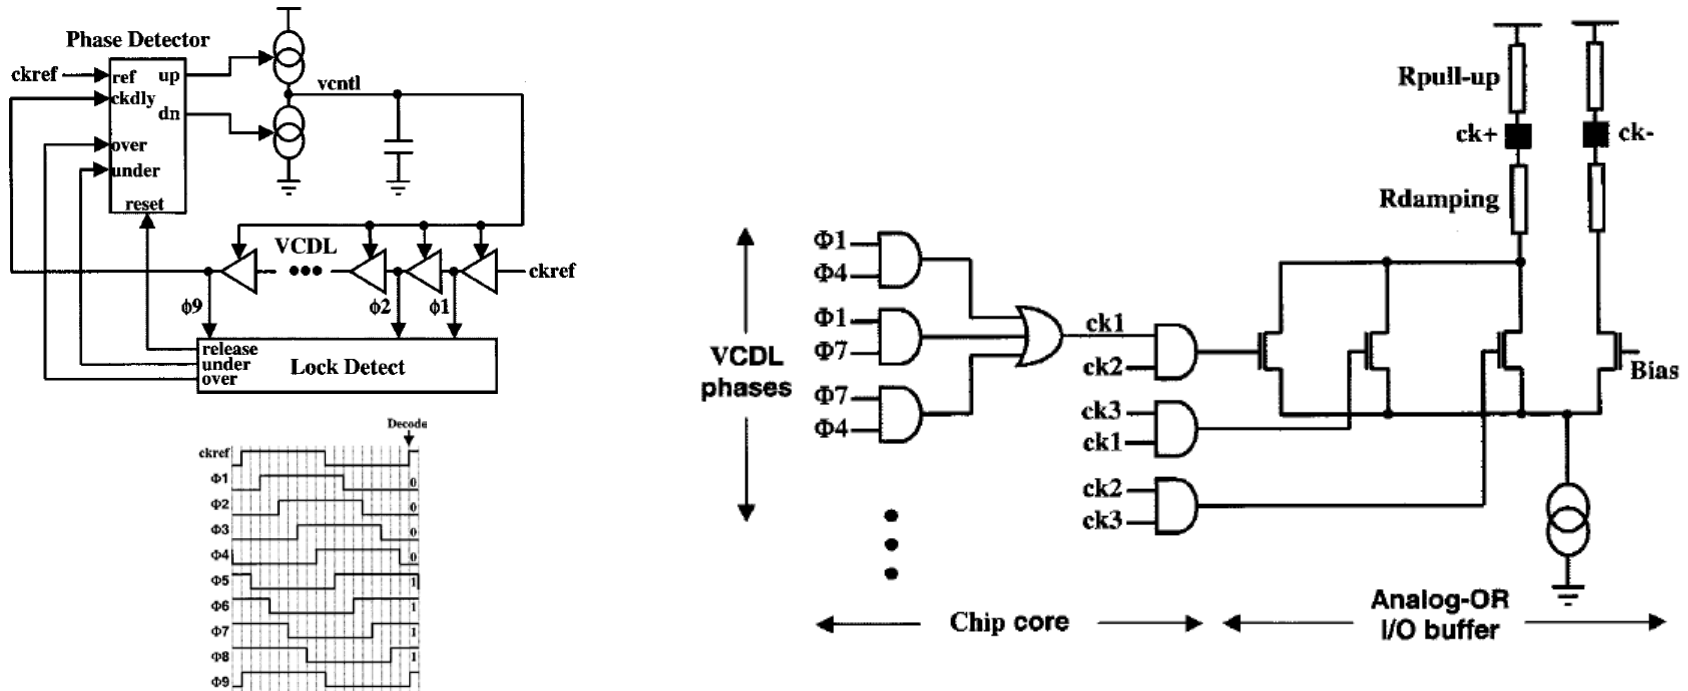 Phase Detector
ckref
ref
up
ckdly
dn
over
under
reset
vcntl
VCDL
ckref
ϕ9
ϕ2
ϕ1
release
under
over
Lock Detect
Decode
ckref
Φ1
0
Φ2
0
Φ3
0
Φ4
0
Φ5
1
Φ6
1
Φ7
1
Φ8
1
Φ9
VCDL
phases
Φ1
Φ4
Φ1
Φ7
Φ7
Φ4
ck1
ck2
ck3
ck1
ck2
ck3
Rpull-up
ck+
ck-
Rdamping
Bias
Chip core
Analog-OR
I/O buffer